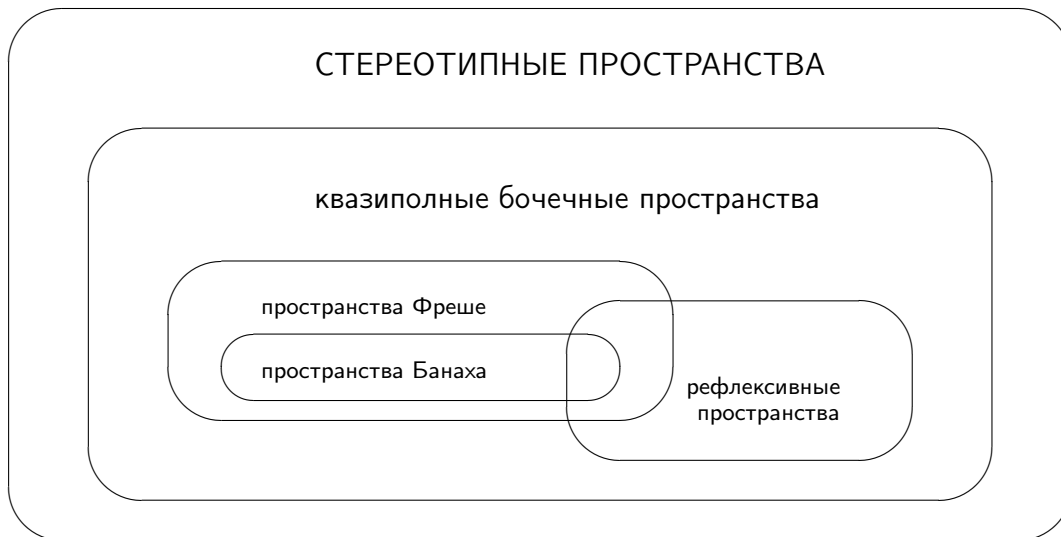 СТЕРЕОТИПНЫЕ ПРОСТРАНСТВА
квазиполные бочечные пространства
пространства Фреше
пространства Банаха
рефлексивные
пространства